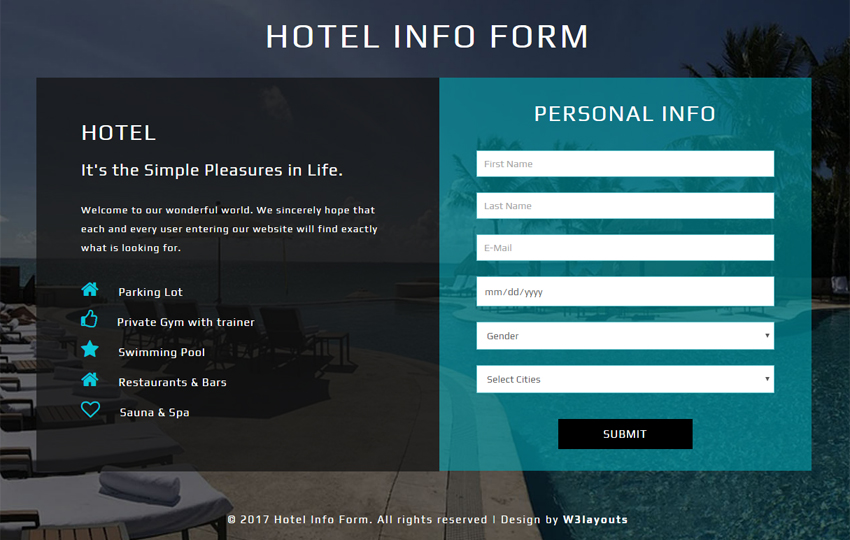 HOTEL INFO FORM
HOTEL
It's the Simple Pleasures in Life.
Welcome to our wonderful world. We sincerely hope that
each and every user entering our website will find exactly
what is looking for.
Parking Lot
Private Gym with trainer
Swimming Pool
Restaurants & Bars
Sauna & Spa
PERSONAL INFO
First Name
Last Name
E-Mail
mm/dd/yyyy
Gender
Select Cities
SUBMIT
© 2017 Hotel Info Form. All rights reserved | Design by W3layouts